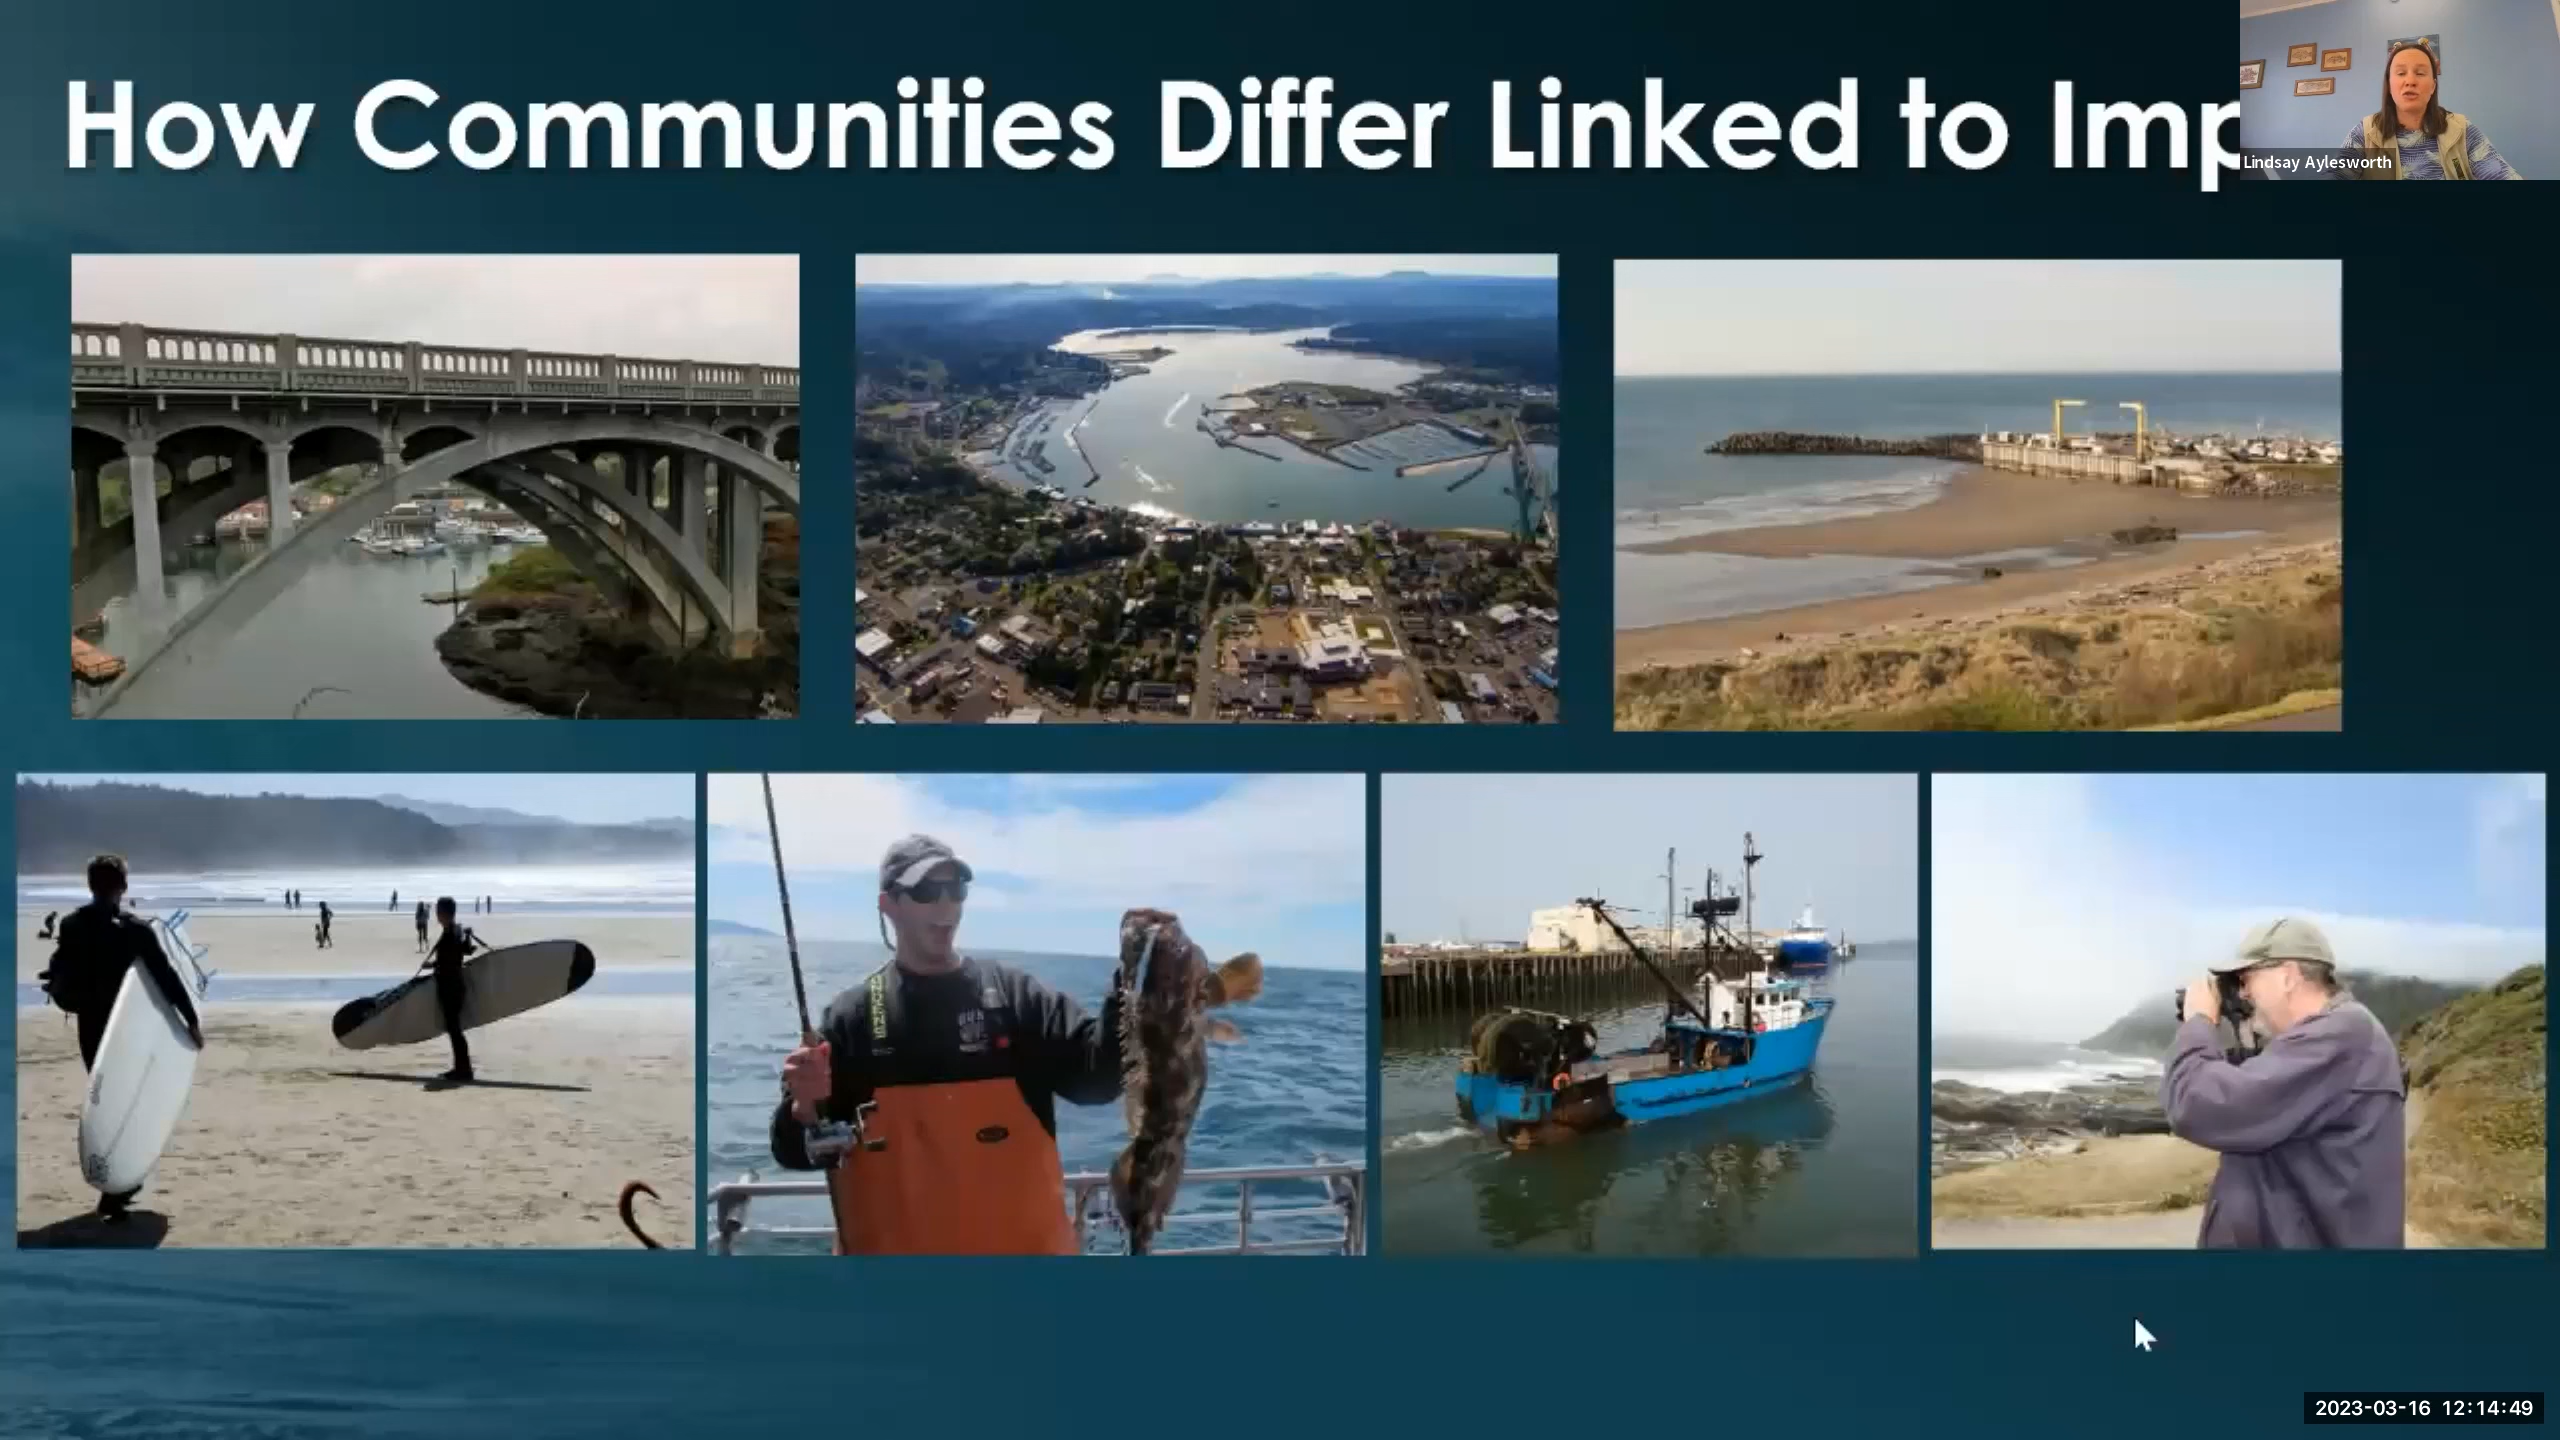 How Communities Differ Linked to Imp
Lindsay Aylesworth
2023-03-16 12:14:49